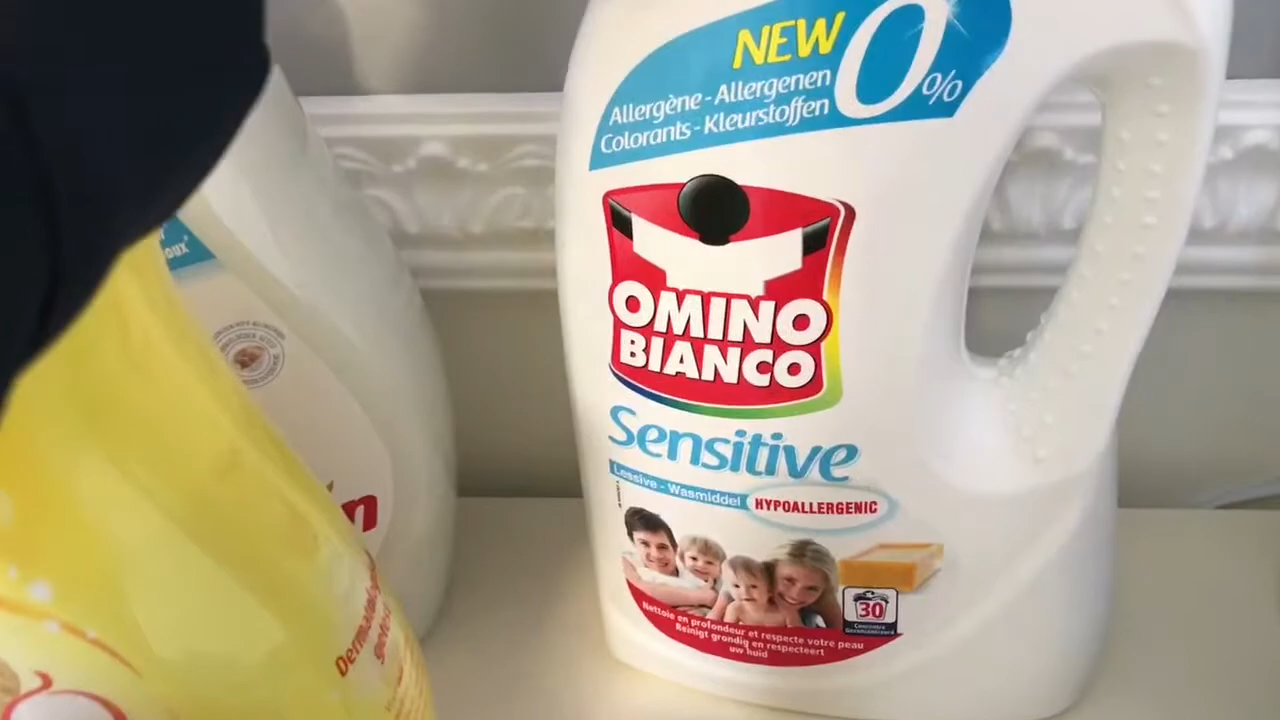 NEW
Allergène - Allergenen
Colorants - Kleurstoffen
0%
OMINO
BIANCO
Sensitive
Lessive - Wasmiddel
HYPOALLERGENIC
30
Nettoie en profondeur et respecte votre peau
Reinigt grondig en respecteert
uw huid